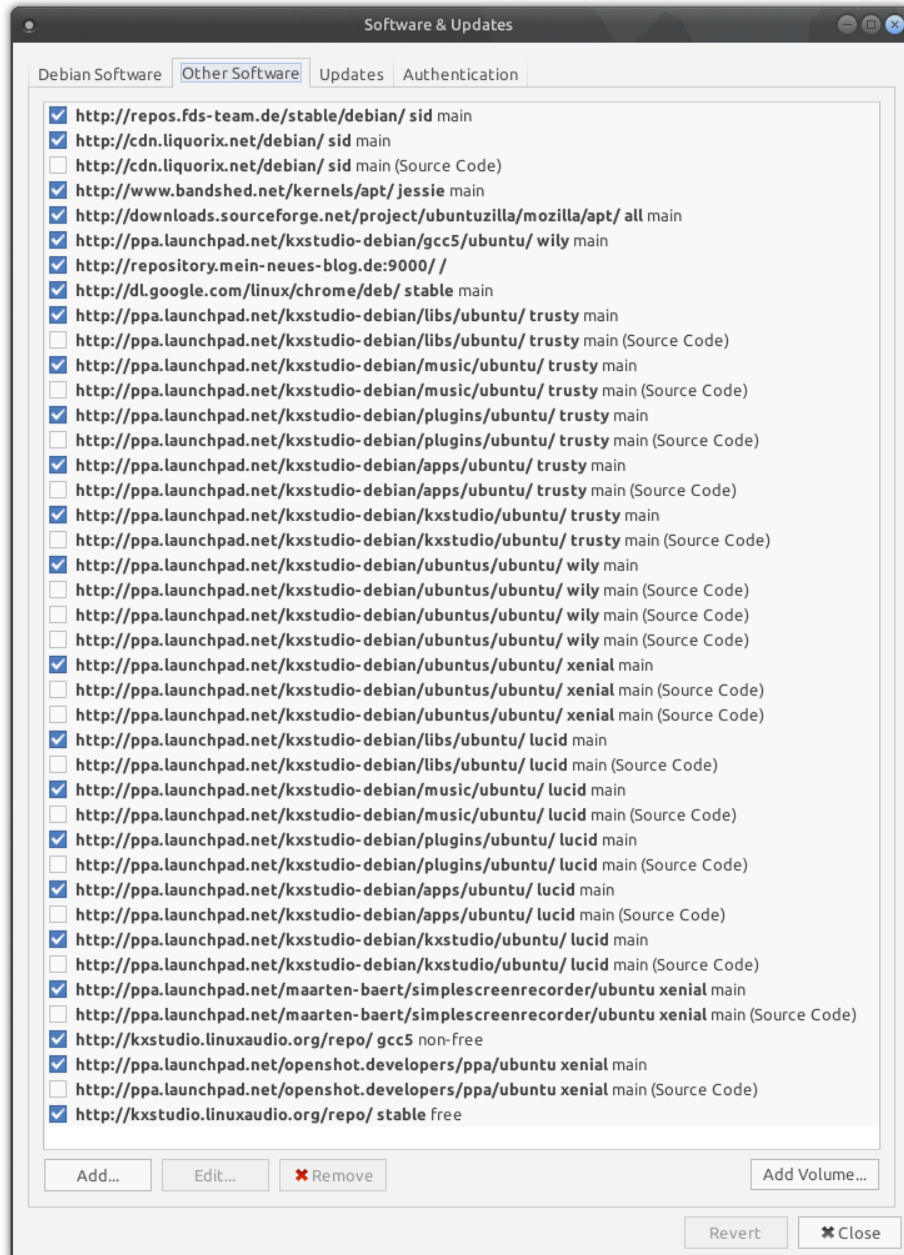 Software & Updates
Debian Software Other Software Updates Authentication
http://repos.fds-team.de/stable/debian/ sid main
http://cdn.liquorix.net/debian/ sid main
http://cdn.liquorix.net/debian/ sid main (Source Code)
http://www.bandshed.net/kernels/apt/ jessie main
http://downloads.sourceforge.net/project/ubuntuzilla/mozilla/apt/ all main
http://ppa.launchpad.net/kxstudio-debian/gcc5/ubuntu/ wily main
http://repository.mein-neues-blog.de:9000/ /
http://dl.google.com/linux/chrome/deb/ stable main
http://ppa.launchpad.net/kxstudio-debian/libs/ubuntu/ trusty main
http://ppa.launchpad.net/kxstudio-debian/libs/ubuntu/ trusty main (Source Code)
http://ppa.launchpad.net/kxstudio-debian/music/ubuntu/ trusty main
http://ppa.launchpad.net/kxstudio-debian/music/ubuntu/ trusty main (Source Code)
http://ppa.launchpad.net/kxstudio-debian/plugins/ubuntu/ trusty main
http://ppa.launchpad.net/kxstudio-debian/plugins/ubuntu/ trusty main (Source Code)
http://ppa.launchpad.net/kxstudio-debian/apps/ubuntu/ trusty main
http://ppa.launchpad.net/kxstudio-debian/apps/ubuntu/ trusty main (Source Code)
http://ppa.launchpad.net/kxstudio-debian/kxstudio/ubuntu/ trusty main
http://ppa.launchpad.net/kxstudio-debian/kxstudio/ubuntu/ trusty main (Source Code)
http://ppa.launchpad.net/kxstudio-debian/ubuntus/ubuntu/ wily main
http://ppa.launchpad.net/kxstudio-debian/ubuntus/ubuntu/ wily main (Source Code)
http://ppa.launchpad.net/kxstudio-debian/ubuntus/ubuntu/ wily main (Source Code)
http://ppa.launchpad.net/kxstudio-debian/ubuntus/ubuntu/ wily main (Source Code)
http://ppa.launchpad.net/kxstudio-debian/ubuntus/ubuntu/ xenial main
http://ppa.launchpad.net/kxstudio-debian/ubuntus/ubuntu/ xenial main (Source Code)
http://ppa.launchpad.net/kxstudio-debian/ubuntus/ubuntu/ xenial main (Source Code)
http://ppa.launchpad.net/kxstudio-debian/libs/ubuntu/ lucid main
http://ppa.launchpad.net/kxstudio-debian/libs/ubuntu/ lucid main (Source Code)
http://ppa.launchpad.net/kxstudio-debian/music/ubuntu/ lucid main
http://ppa.launchpad.net/kxstudio-debian/music/ubuntu/ lucid main (Source Code)
http://ppa.launchpad.net/kxstudio-debian/plugins/ubuntu/ lucid main
http://ppa.launchpad.net/kxstudio-debian/plugins/ubuntu/ lucid main (Source Code)
http://ppa.launchpad.net/kxstudio-debian/apps/ubuntu/ lucid main
http://ppa.launchpad.net/kxstudio-debian/apps/ubuntu/ lucid main (Source Code)
http://ppa.launchpad.net/kxstudio-debian/kxstudio/ubuntu/ lucid main
http://ppa.launchpad.net/kxstudio-debian/kxstudio/ubuntu/ lucid main (Source Code)
http://ppa.launchpad.net/maarten-baert/simplescreenrecorder/ubuntu xenial main
http://ppa.launchpad.net/maarten-baert/simplescreenrecorder/ubuntu xenial main (Source Code)
http://kxstudio.linuxaudio.org/repo/ gcc5 non-free
http://ppa.launchpad.net/openshot.developers/ppa/ubuntu xenial main
http://ppa.launchpad.net/openshot.developers/ppa/ubuntu xenial main (Source Code)
http://kxstudio.linuxaudio.org/repo/ stable free
Add... Edit... Remove Add Volume...
Revert Close